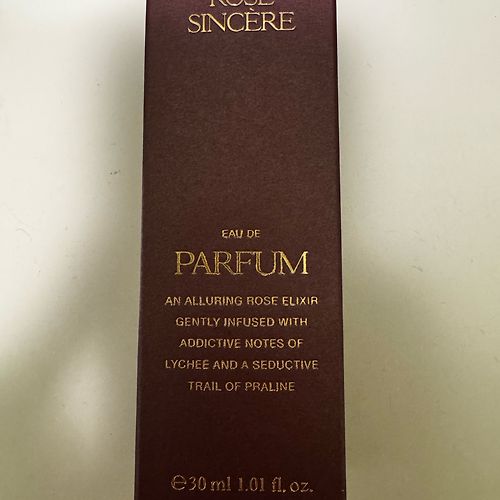 ROSE
SINCÈRE
EAU DE
PARFUM
AN ALLURING ROSE ELIXIR
GENTLY INFUSED WITH
ADDICTIVE NOTES OF
LYCHEE AND A SEDUCTIVE
TRAIL OF PRALINE
℮30 ml 1.01 fl. oz.